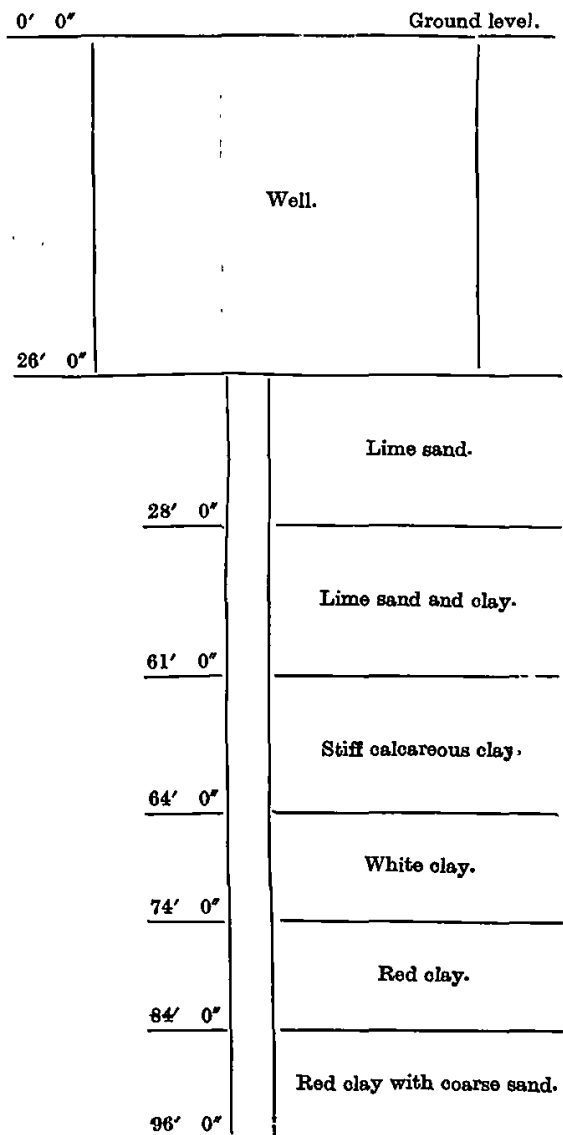 0′ 0″ Ground level.
Well.
26′ 0″
Lime sand.
28′ 0″
Lime sand and clay.
61′ 0″
Stiff calcareous clay.
64′ 0″
White clay.
74′ 0″
Red clay.
84′ 0″
Red clay with coarse sand.
96′ 0″